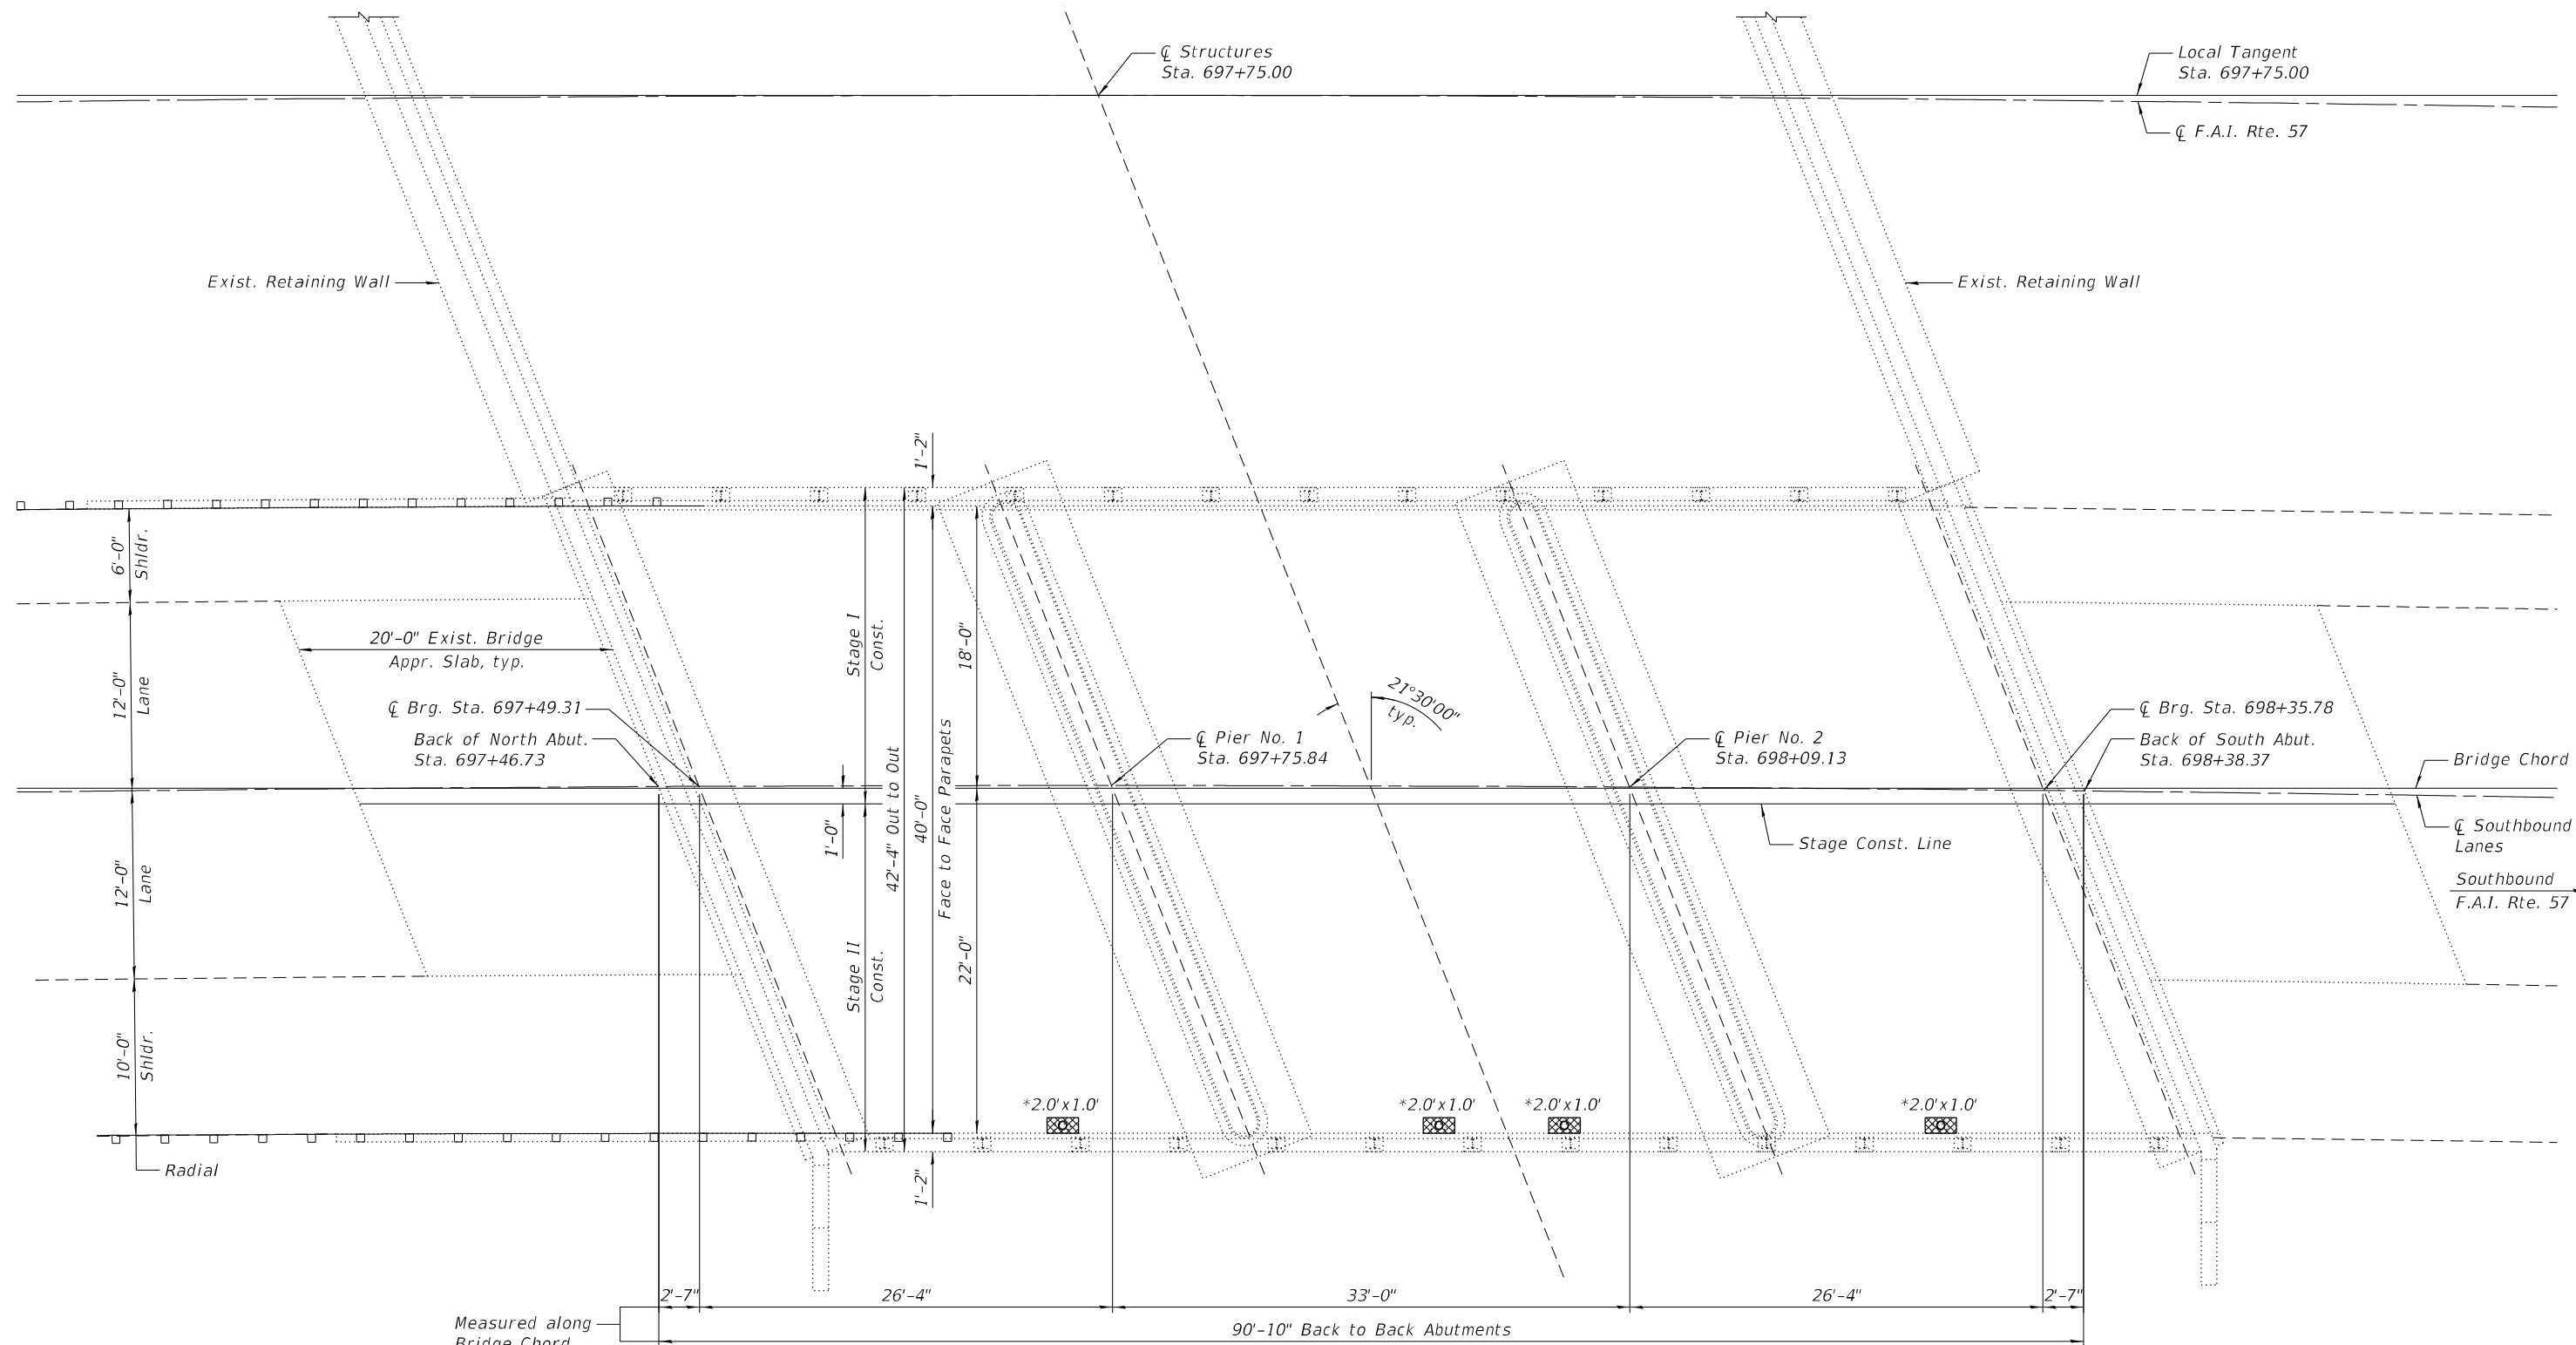 ℄ Structures
Sta. 697+75.00
Local Tangent
Sta. 697+75.00
℄ F.A.I. Rte. 57
Exist. Retaining Wall
Exist. Retaining Wall
1'-2"
6'-0"
Shldr.
12'-0"
Lane
12'-0"
Lane
10'-0"
Shldr.
20'-0" Exist. Bridge
Appr. Slab, typ.
Stage I
Const.
18'-0"
21°30'00"
typ.
℄ Brg. Sta. 697+49.31
Back of North Abut.
Sta. 697+46.73
℄ Pier No. 1
Sta. 697+75.84
℄ Pier No. 2
Sta. 698+09.13
℄ Brg. Sta. 698+35.78
Back of South Abut.
Sta. 698+38.37
Bridge Chord
42'-4" Out to Out
40'-0"
Face to Face Parapets
1'-0"
Stage Const. Line
℄ Southbound
Lanes
Southbound
F.A.I. Rte. 57
Stage II
Const.
22'-0"
*2.0'x1.0'
*2.0'x1.0'
*2.0'x1.0'
*2.0'x1.0'
Radial
1'-2"
2'-7"
26'-4"
33'-0"
26'-4"
2'-7"
Measured along
Bridge Chord
90'-10" Back to Back Abutments